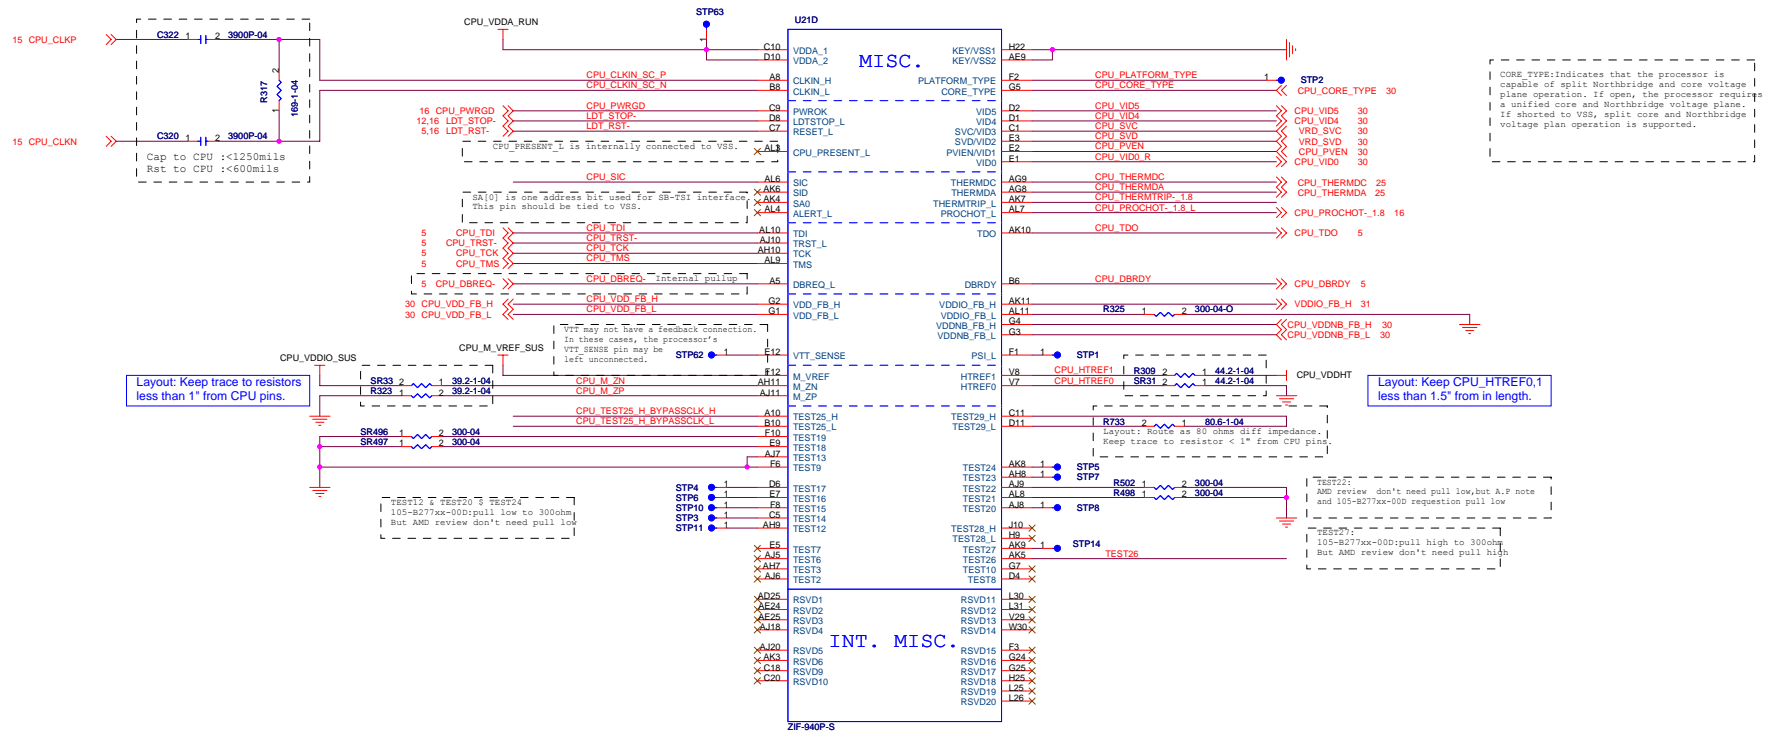 STP63
CPU_VDDA_RUN
U21D
MISC.
15 CPU_CLKP
C322 1 2 3900P-04
R317
169-1-04
2
1
15 CPU_CLKN
C320 1 2 3900P-04
Cap to CPU :<1250mils
Rst to CPU :<600mils
1
C10 VDDA_1
D10 VDDA_2
CPU_CLKIN_SC_P A8 CLKIN_H
CPU_CLKIN_SC_N B8 CLKIN_L
16 CPU_PWRGD CPU_PWRGD C9 PWROK
12,16 LDT_STOP- LDT_STOP- D8 LDTSTOP_L
5,16 LDT_RST- LDT_RST- C7 RESET_L
CPU_PRESENT_L is internally connected to VSS.
AL3 CPU_PRESENT_L
CPU_SIC AL6 SIC
AK6 SID
AK4 SA0
AL4 ALERT_L
SA[0] is one address bit used for SB-TSI interface.
This pin should be tied to VSS.
5 CPU_TDI CPU_TDI AL10 TDI
5 CPU_TRST- CPU_TRST- AJ10 TRST_L
5 CPU_TCK CPU_TCK AH10 TCK
5 CPU_TMS CPU_TMS AL9 TMS
5 CPU_DBREQ- CPU_DBREQ- Internal pullup A5 DBREQ_L
30 CPU_VDD_FB_H CPU_VDD_FB_H G2 VDD_FB_H
30 CPU_VDD_FB_L CPU_VDD_FB_L G1 VDD_FB_L
VTT may not have a feedback connection.
In these cases, the processor's
VTT_SENSE pin may be
left unconnected.
STP62 1 E12 VTT_SENSE
CPU_M_VREF_SUS
CPU_VDDIO_SUS
F12 M_VREF
SR33 2 1 39.2-1-04 CPU_M_ZN AH11 M_ZN
R323 1 2 39.2-1-04 CPU_M_ZP AJ11 M_ZP
Layout: Keep trace to resistors
less than 1" from CPU pins.
CPU_TEST25_H_BYPASSCLK_H A10 TEST25_H
CPU_TEST25_H_BYPASSCLK_L B10 TEST25_L
SR496 1 2 300-04 F10 TEST19
SR497 1 2 300-04 E9 TEST18
AJ7 TEST13
F6 TEST9
STP4 1 D6 TEST17
STP6 1 E7 TEST16
STP10 1 F8 TEST15
STP3 1 C5 TEST14
STP11 1 AH9 TEST12
TEST12 & TEST20 $ TEST24
105-B277xx-00D:pull low to 300ohm
But AMD review don't need pull low
E5 TEST7
AJ5 TEST6
AH7 TEST3
AJ6 TEST2
AD25 RSVD1
AE24 RSVD2
AE25 RSVD3
AJ18 RSVD4
INT. MISC.
AJ20 RSVD5
AK3 RSVD6
C18 RSVD9
C20 RSVD10
ZIF-940P-S
KEY/VSS1 H22
KEY/VSS2 AE9
PLATFORM_TYPE F2 CPU_PLATFORM_TYPE 1 STP2
CORE_TYPE G5 CPU_CORE_TYPE CPU_CORE_TYPE 30
VID5 D2 CPU_VID5 CPU_VID5 30
VID4 D1 CPU_VID4 CPU_VID4 30
SVC/VID3 C1 CPU_SVC VRD_SVC 30
SVD/VID2 E3 CPU_SVD VRD_SVD 30
PVIEN/VID1 E2 CPU_PVEN CPU_PVEN 30
VID0 E1 CPU_VID0_R CPU_VID0 30
THERMDC AG9 CPU_THERMDC CPU_THERMDC 25
THERMDA AG8 CPU_THERMDA CPU_THERMDA 25
THERMTRIP_L AK7 CPU_THERMTRIP-_1.8
PROCHOT_L AL7 CPU_PROCHOT-_1.8_L CPU_PROCHOT-_1.8 16
TDO AK10 CPU_TDO CPU_TDO 5
DBRDY B6 CPU_DBRDY CPU_DBRDY 5
VDDIO_FB_H AK11 VDDIO_FB_H 31
VDDIO_FB_L AL11 R325 1 2 300-04-O
VDDNB_FB_H G4 CPU_VDDNB_FB_H 30
VDDNB_FB_L G3 CPU_VDDNB_FB_L 30
PSI_L F1 1 STP1
HTREF1 V8 CPU_HTREF1 R309 1 2 44.2-1-04 CPU_VDDHT
HTREF0 V7 CPU_HTREF0 SR31 1 2 44.2-1-04
Layout: Keep CPU_HTREF0,1
less than 1.5" from in length.
TEST29_H C11
TEST29_L D11 R733 2 1 80.6-1-04
Layout: Route as 80 ohms diff impedance.
Keep trace to resistor < 1" from CPU pins.
TEST24 AK8 1 STP5
TEST23 AH8 1 STP7
TEST22 AJ9 R502 1 2 300-04
TEST21 AL8 R498 1 2 300-04
TEST20 AJ8 1 STP8
TEST28_H J10
TEST28_L H9
TEST27 AK9 1 STP14
TEST26 AK5 TEST26
TEST10 G7
TEST8 D4
TEST22:
AMD review don't need pull low,but A.P note
and 105-B277xx-00D requestion pull low
TEST27:
105-B277xx-00D:pull high to 300ohm
But AMD review don't need pull high
RSVD11 L30
RSVD12 L31
RSVD13 V29
RSVD14 W30
RSVD15 F3
RSVD16 G24
RSVD17 G25
RSVD18 H25
RSVD19 L25
RSVD20 L26
CORE_TYPE:Indicates that the processor is
capable of split Northbridge and core voltage
plane operation. If open, the processor requires
a unified core and Northbridge voltage plane.
If shorted to VSS, split core and Northbridge
voltage plan operation is supported.